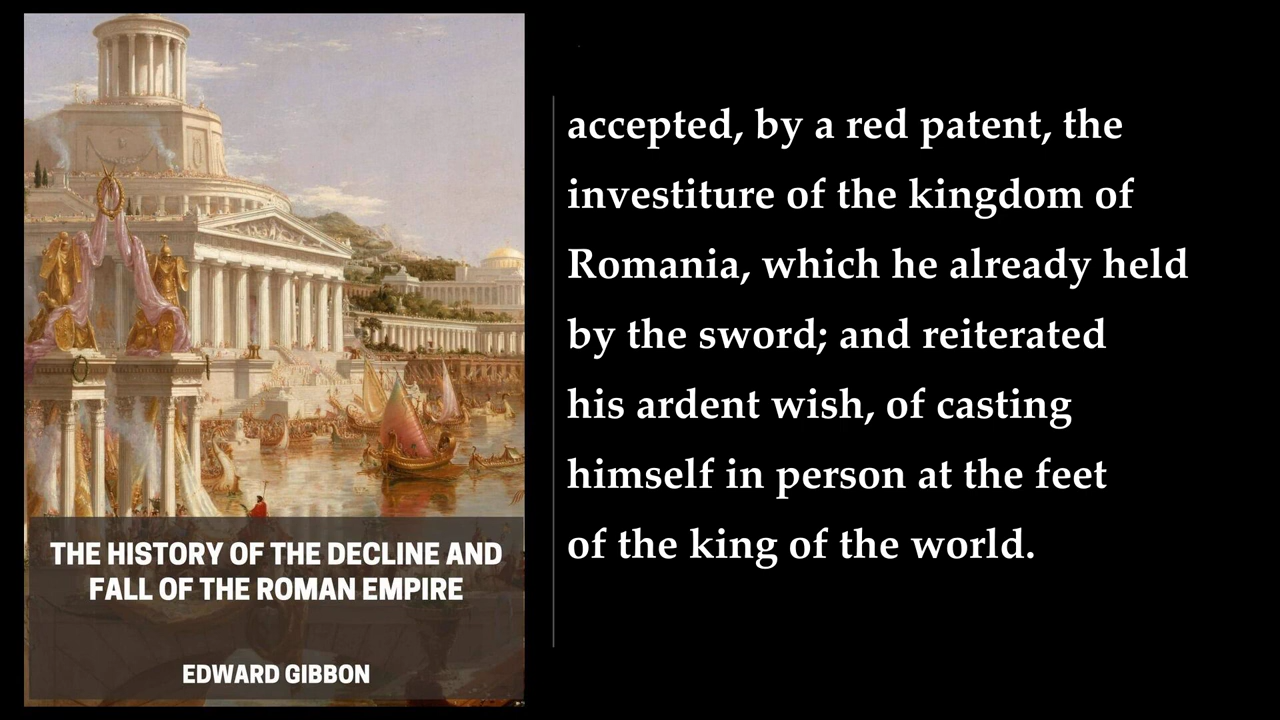 THE HISTORY OF THE DECLINE AND
FALL OF THE ROMAN EMPIRE
EDWARD GIBBON
accepted, by a red patent, the
investiture of the kingdom of
Romania, which he already held
by the sword; and reiterated
his ardent wish, of casting
himself in person at the feet
of the king of the world.